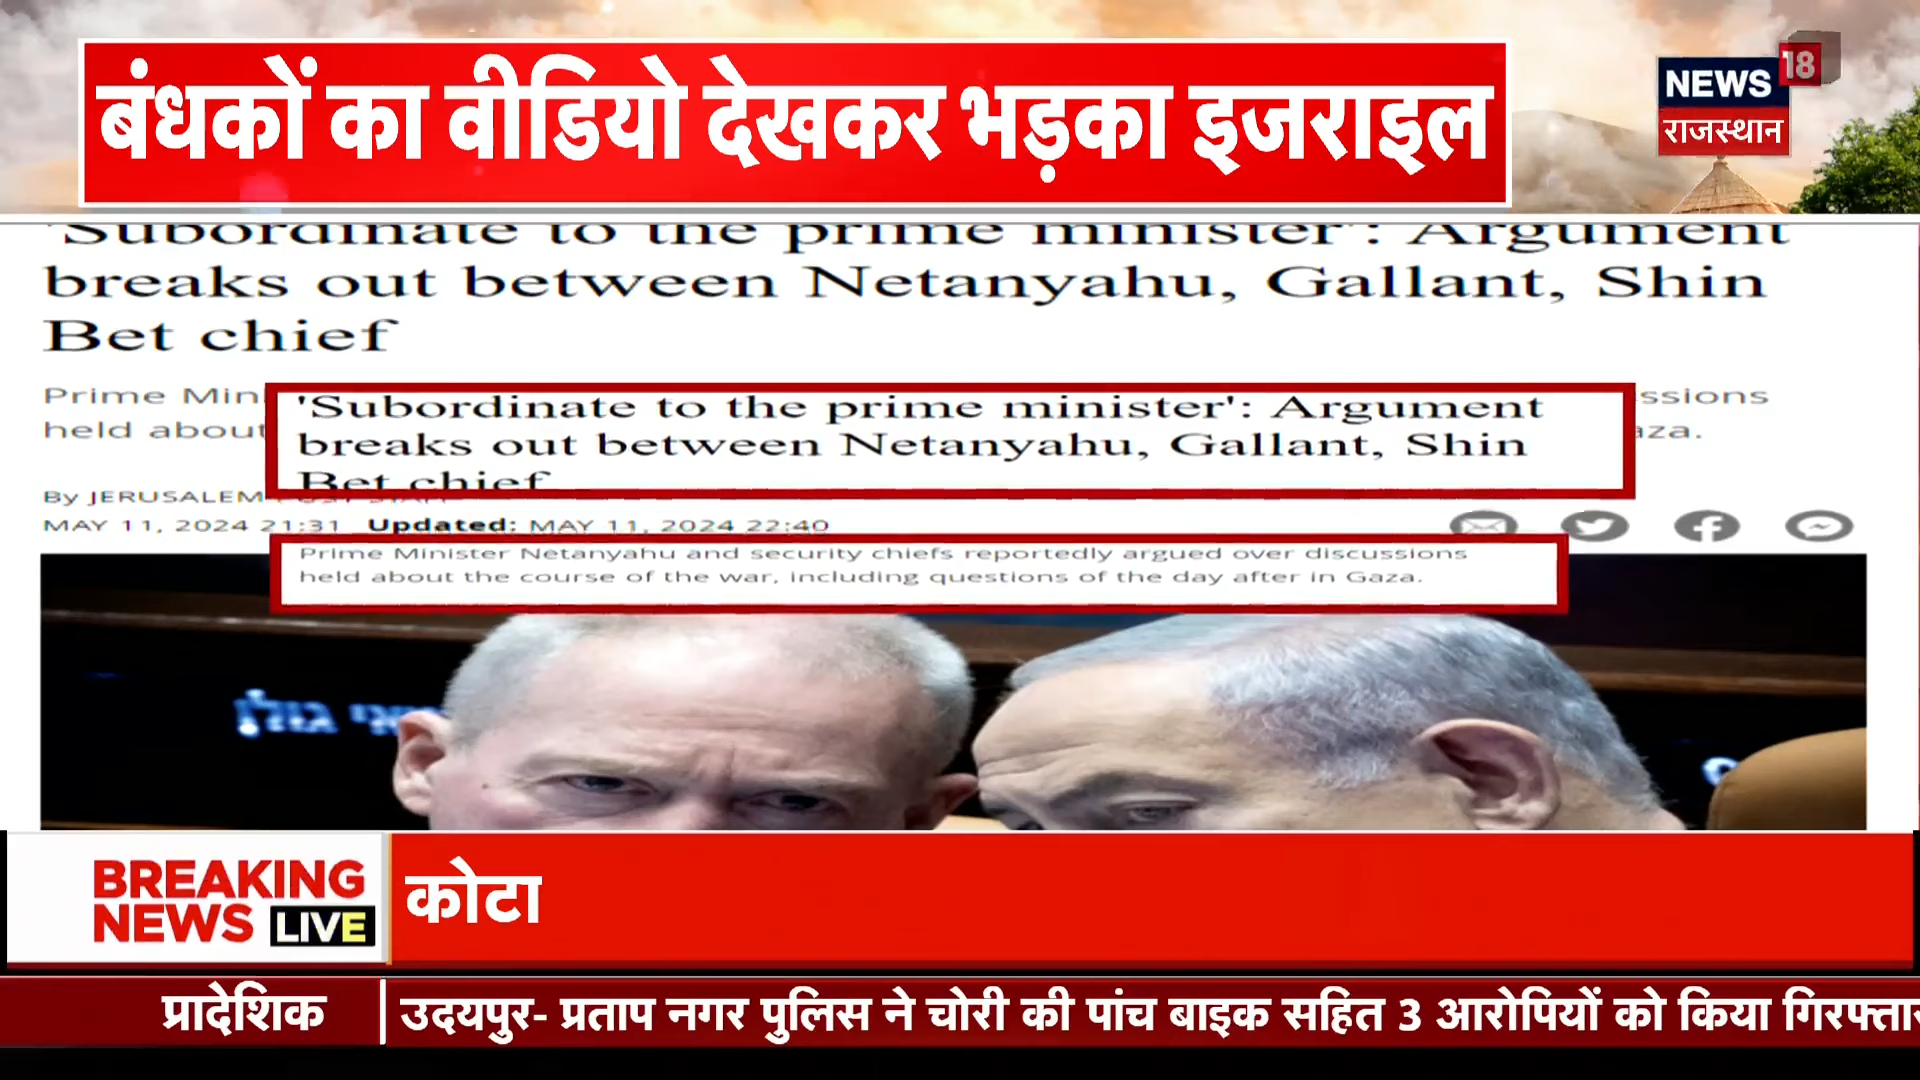 बंधकों का वीडियो देखकर भड़का इजराइल
NEWS 18
राजस्थान
'Subordinate to the prime minister': Argument
breaks out between Netanyahu, Gallant, Shin
Bet chief
Prime Min
ssions
held about
aza.
'Subordinate to the prime minister': Argument
breaks out between Netanyahu, Gallant, Shin
Bet chief
By JERUSALEM
MAY 11, 2024 21:31 Updated: MAY 11, 2024 22:40
Prime Minister Netanyahu and security chiefs reportedly argued over discussions
held about the course of the war, including questions of the day after in Gaza.
BREAKING
NEWS LIVE
कोटा
प्रादेशिक
उदयपुर- प्रताप नगर पुलिस ने चोरी की पांच बाइक सहित 3 आरोपियों को किया गिरफ्तार